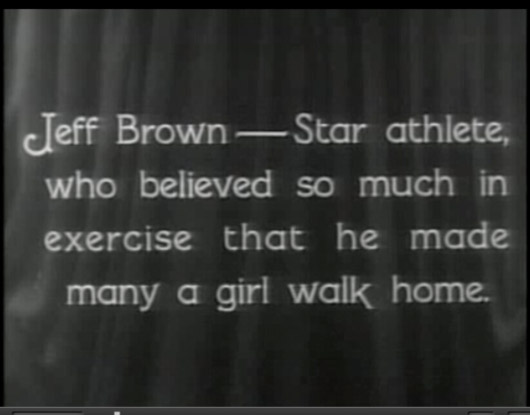 Jeff Brown — Star athlete,
who believed so much in
exercise that he made
many a girl walk home.